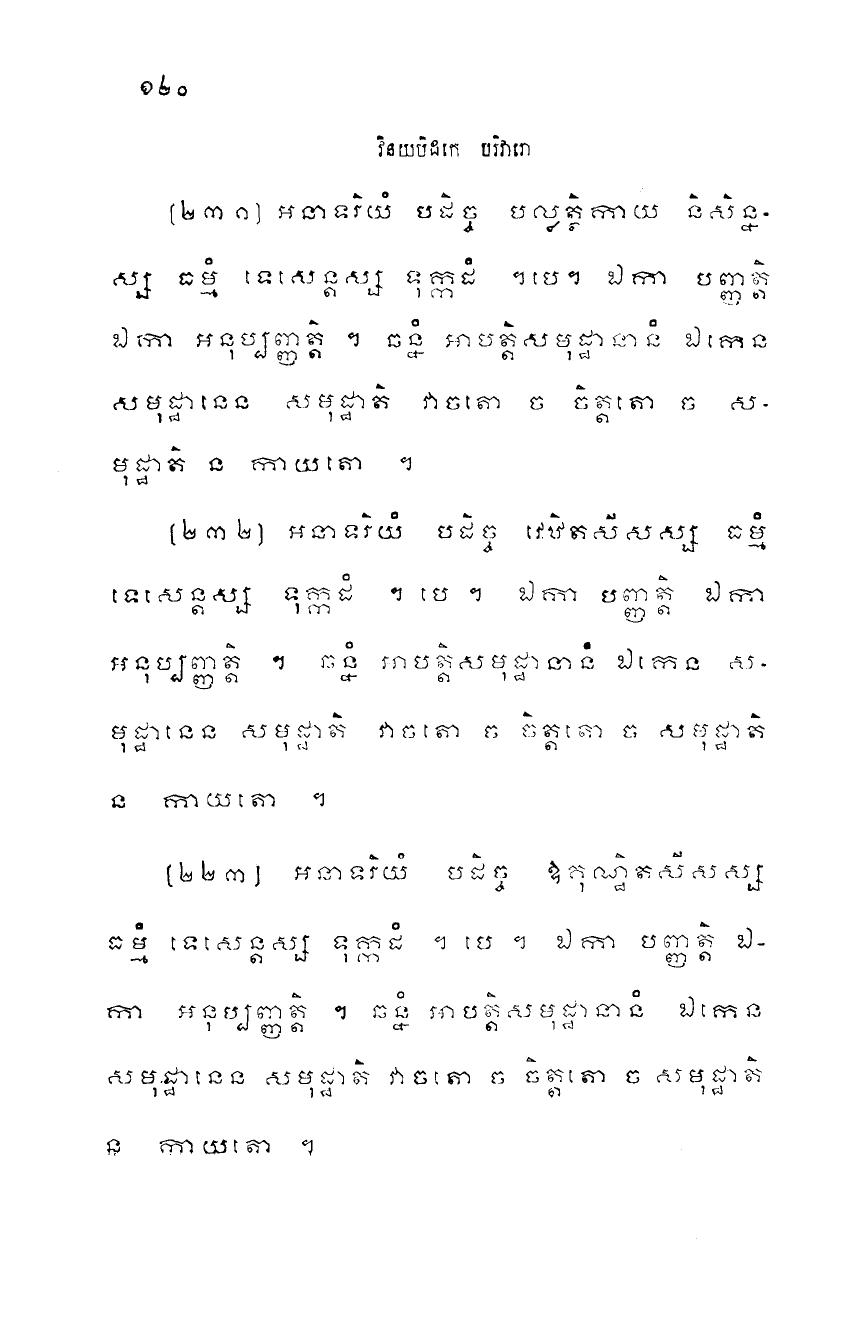 ១២០
វិនយបិដកេ បរិវារោ
[២៣១] អនាទរិយំ បដិច្ច បល្លត្ថិកាយ និសិន្ន-
ស្ស ធម្មំ ទេសេន្តស្ស ទុក្កដំ ។បេ។ ឯកា បញ្ញត្តិ
ឯកា អនុប្បញ្ញត្តិ ។ ឆន្នំ អាបត្តិសមុដ្ឋានានំ ឯកេន
សមុដ្ឋានេន សមុដ្ឋាតិ វាចតោ ច ចិត្តតោ ច ស-
មុដ្ឋាតិ ន កាយតោ ។
[២៣២] អនាទរិយំ បដិច្ច វេឋិតសីសស្ស ធម្មំ
ទេសេន្តស្ស ទុក្កដំ ។ បេ ។ ឯកា បញ្ញត្តិ ឯកា
អនុប្បញ្ញត្តិ ។ ឆន្នំ អាបត្តិសមុដ្ឋានានំ ឯកេន ស-
មុដ្ឋានេន សមុដ្ឋាតិ វាចតោ ច ចិត្តតោ ច សមុដ្ឋាតិ
ន កាយតោ ។
[២២៣] អនាទរិយំ បដិច្ច ឱគុណ្ឋិតសីសស្ស
ធម្មំ ទេសេន្តស្ស ទុក្កដំ ។ បេ ។ ឯកា បញ្ញត្តិ ឯ-
កា អនុប្បញ្ញត្តិ ។ ឆន្នំ អាបត្តិសមុដ្ឋានានំ ឯកេន
សមុដ្ឋានេន សមុដ្ឋាតិ វាចតោ ច ចិត្តតោ ច សមុដ្ឋាតិ
ន កាយតោ ។